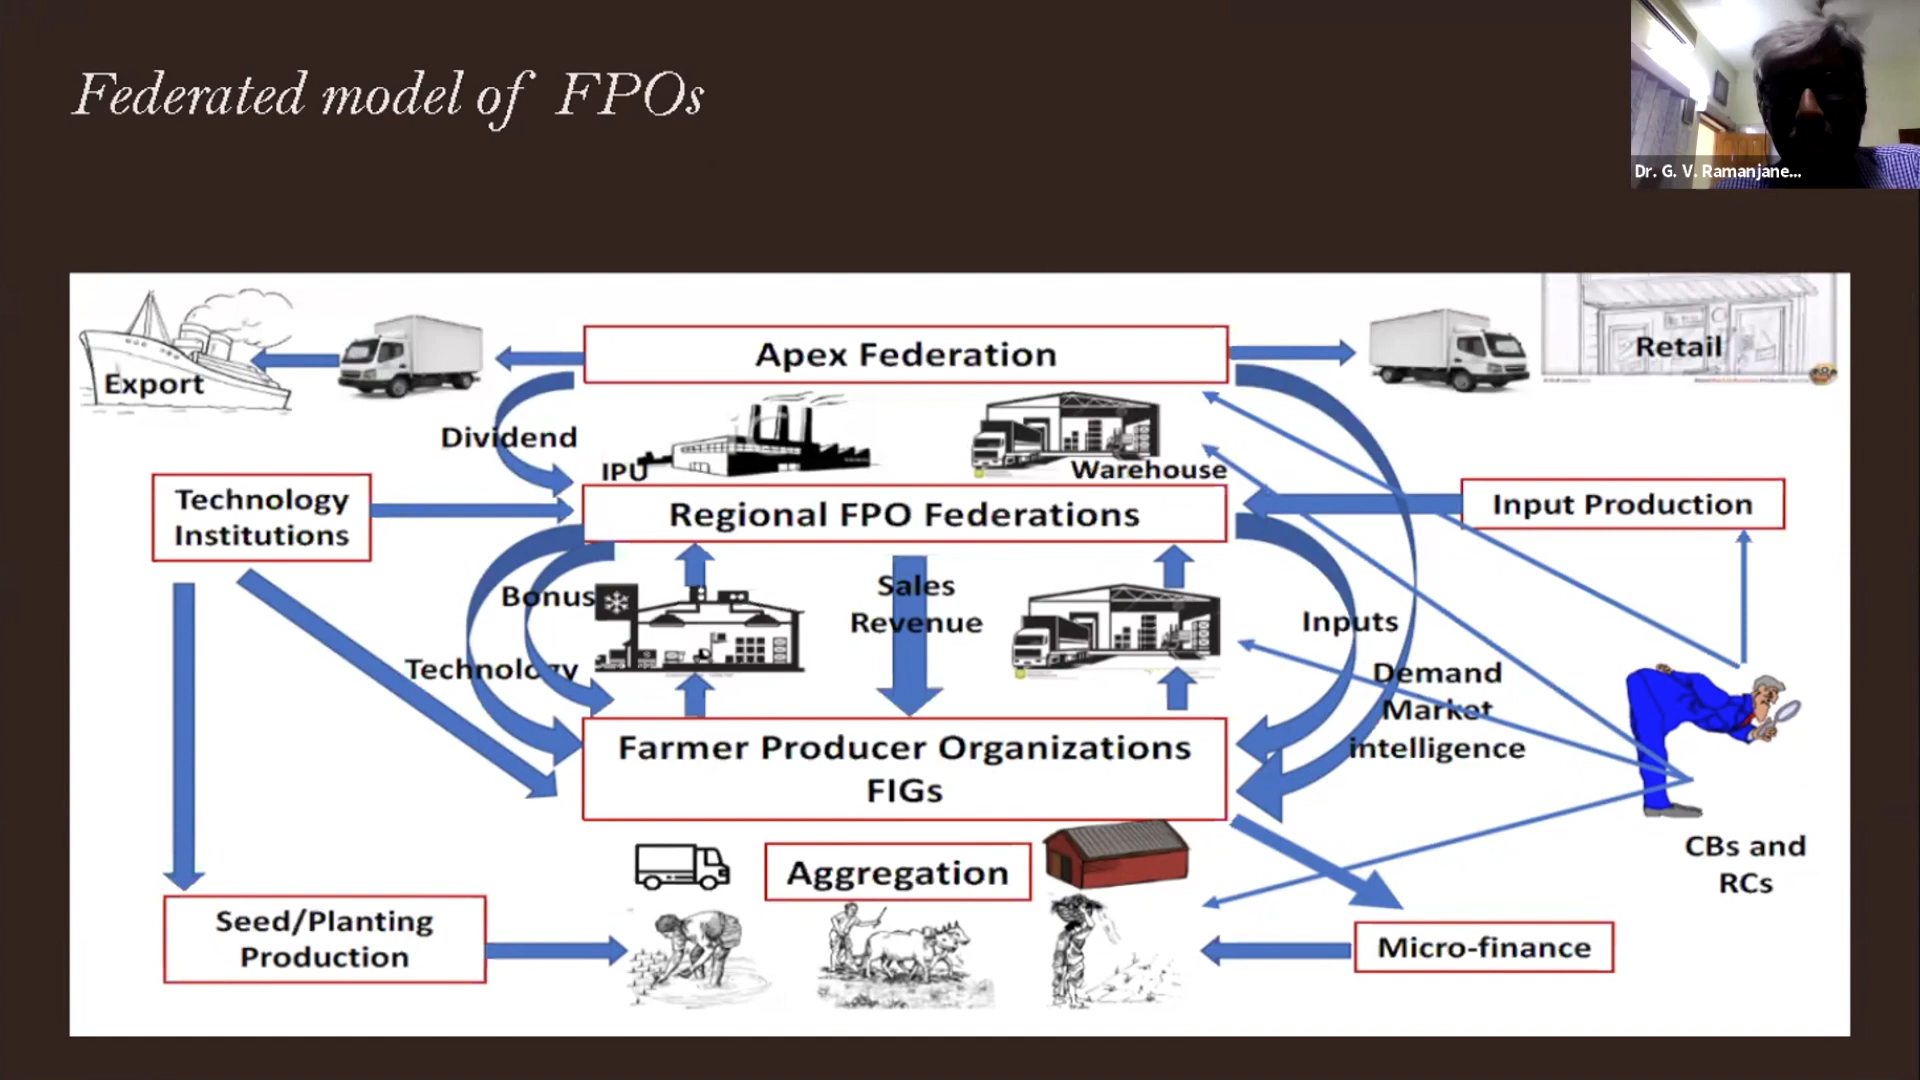 Federated model of FPOs
Dr. G. V. Ramanjane...
Apex Federation
Export
Retail
Dividend
IPU
Warehouse
Technology
Institutions
Regional FPO Federations
Input Production
Bonus
Sales
Revenue
Inputs
Technology
Demand
Market
intelligence
Farmer Producer Organizations
FIGs
CBs and
RCs
Aggregation
Seed/Planting
Production
Micro-finance